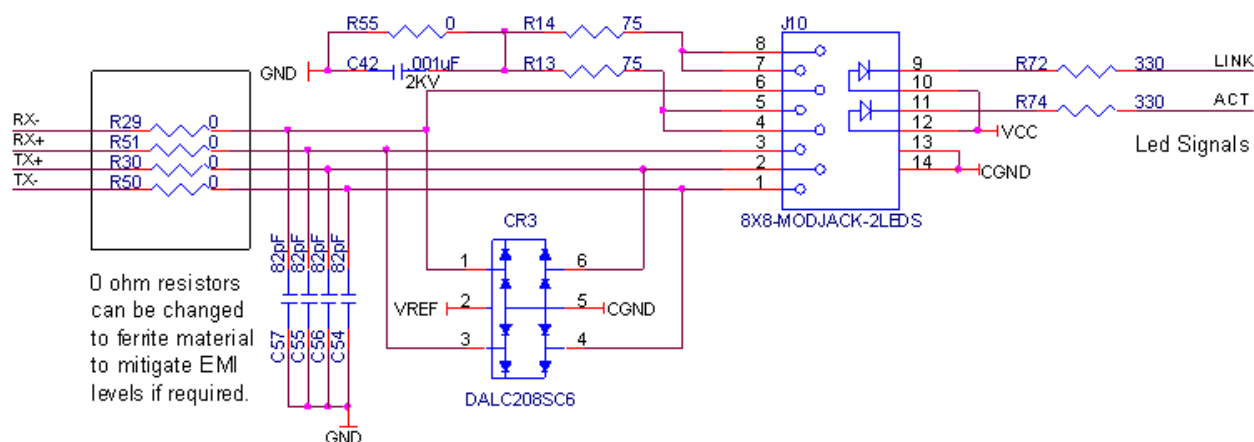 R55 0 R14 75 J10
GND C42 .001uF R13 75
2KV
8
7
6
5
4
3
2
1
9 R72 330 LINK
10
11 R74 330 ACT
12 VCC
13
14 CGND
Led Signals
8X8-MODJACK-2LEDS
RX- R29 0
RX+ R51 0
TX+ R30 0
TX- R50 0
CR3
1 6
VREF 2 5 CGND
3 4
DALC208SC6
82pF 82pF 82pF 82pF
C57 C55 C56 C54
GND
0 ohm resistors
can be changed
to ferrite material
to mitigate EMI
levels if required.